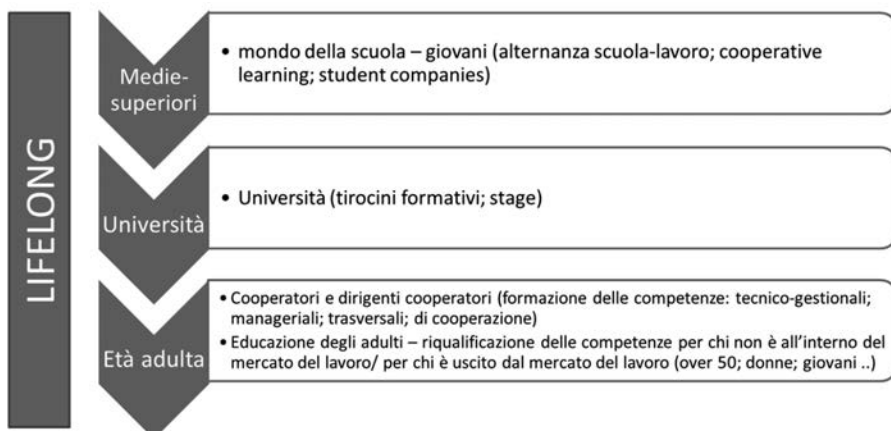 LIFELONG
Medie-
superiori
• mondo della scuola – giovani (alternanza scuola-lavoro; cooperative
learning; student companies)
Università
• Università (tirocini formativi; stage)
Età adulta
• Cooperatori e dirigenti cooperatori (formazione delle competenze: tecnico-gestionali;
manageriali; trasversali; di cooperazione)
• Educazione degli adulti – riqualificazione delle competenze per chi non è all'interno del
mercato del lavoro/ per chi è uscito dal mercato del lavoro (over 50; donne; giovani ..)